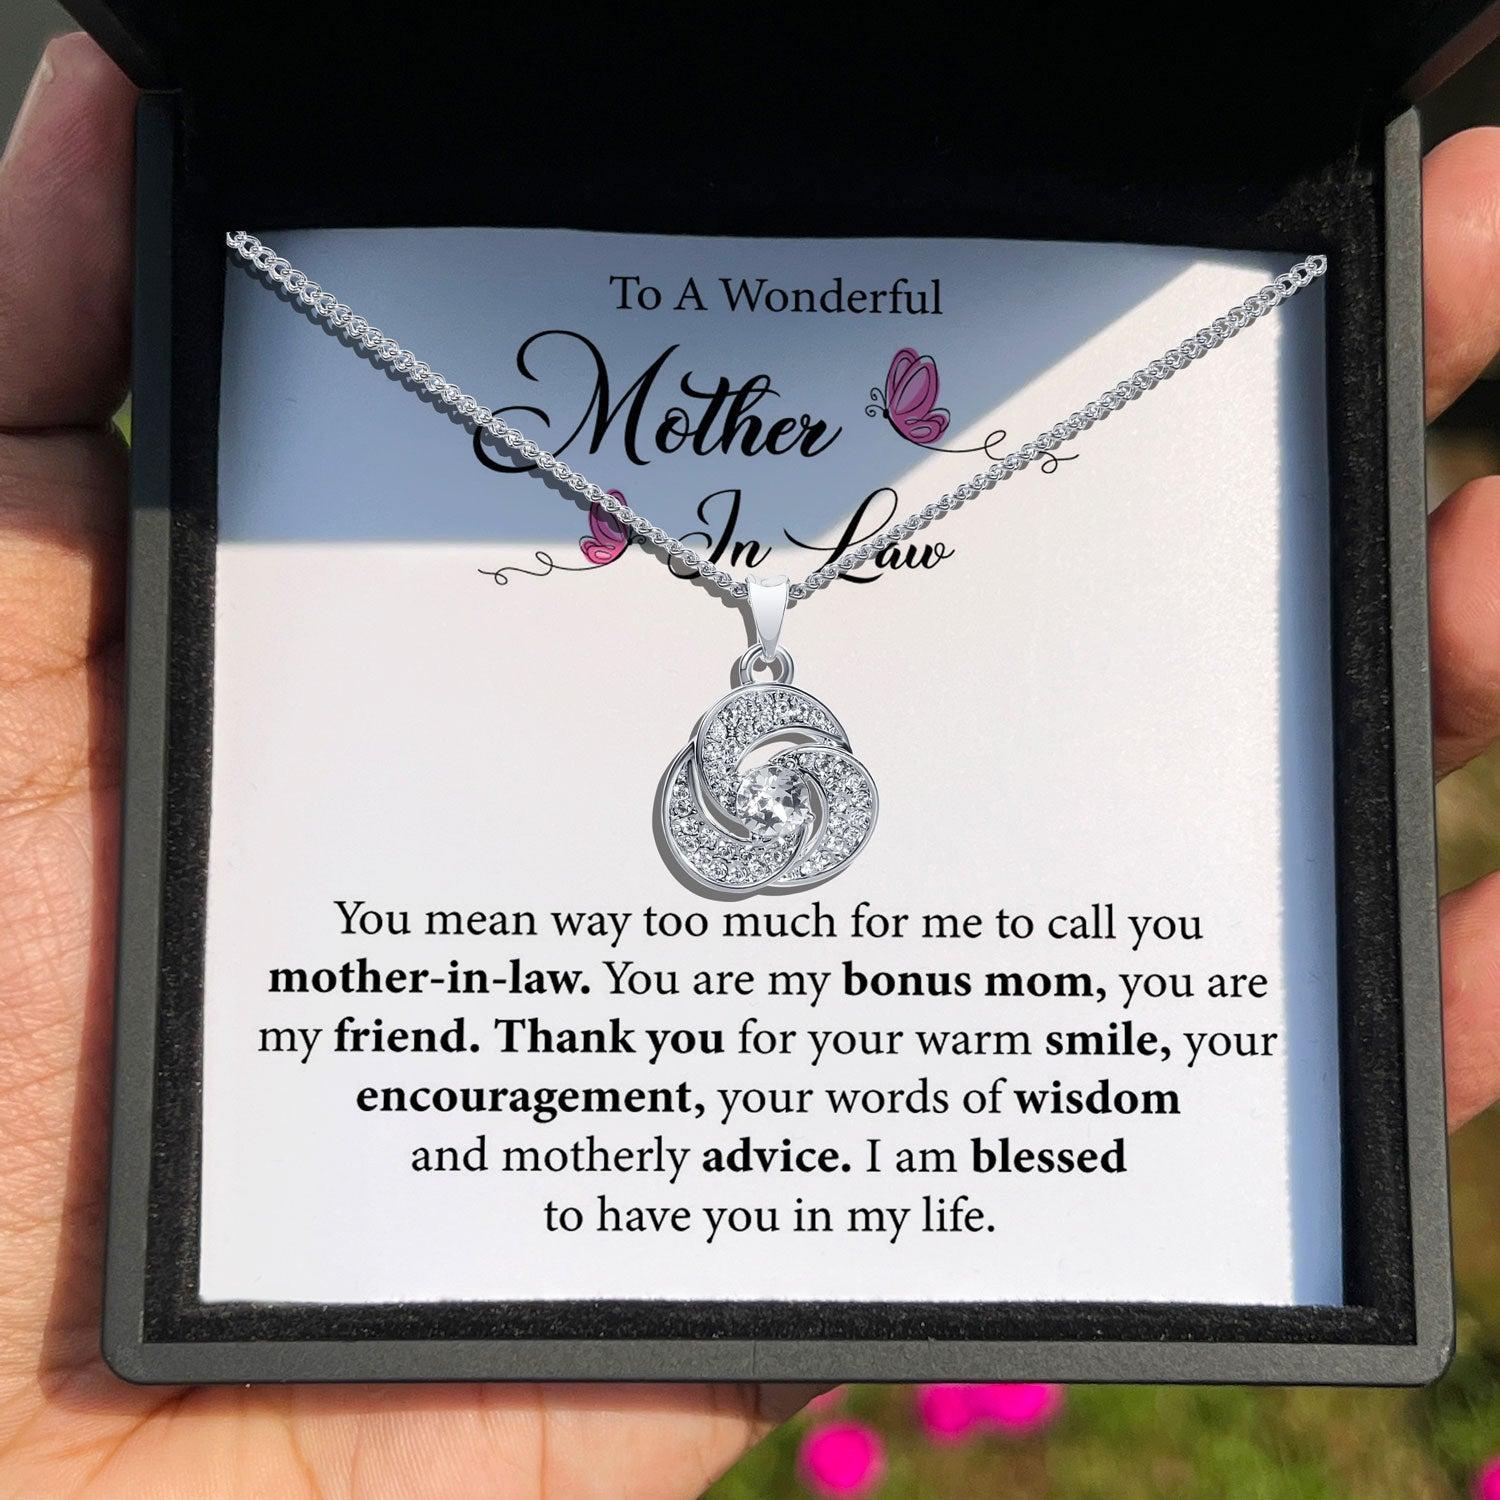 To A Wonderful
Mother
In Law
You mean way too much for me to call you
mother-in-law. You are my bonus mom, you are
my friend. Thank you for your warm smile, your
encouragement, your words of wisdom
and motherly advice. I am blessed
to have you in my life.